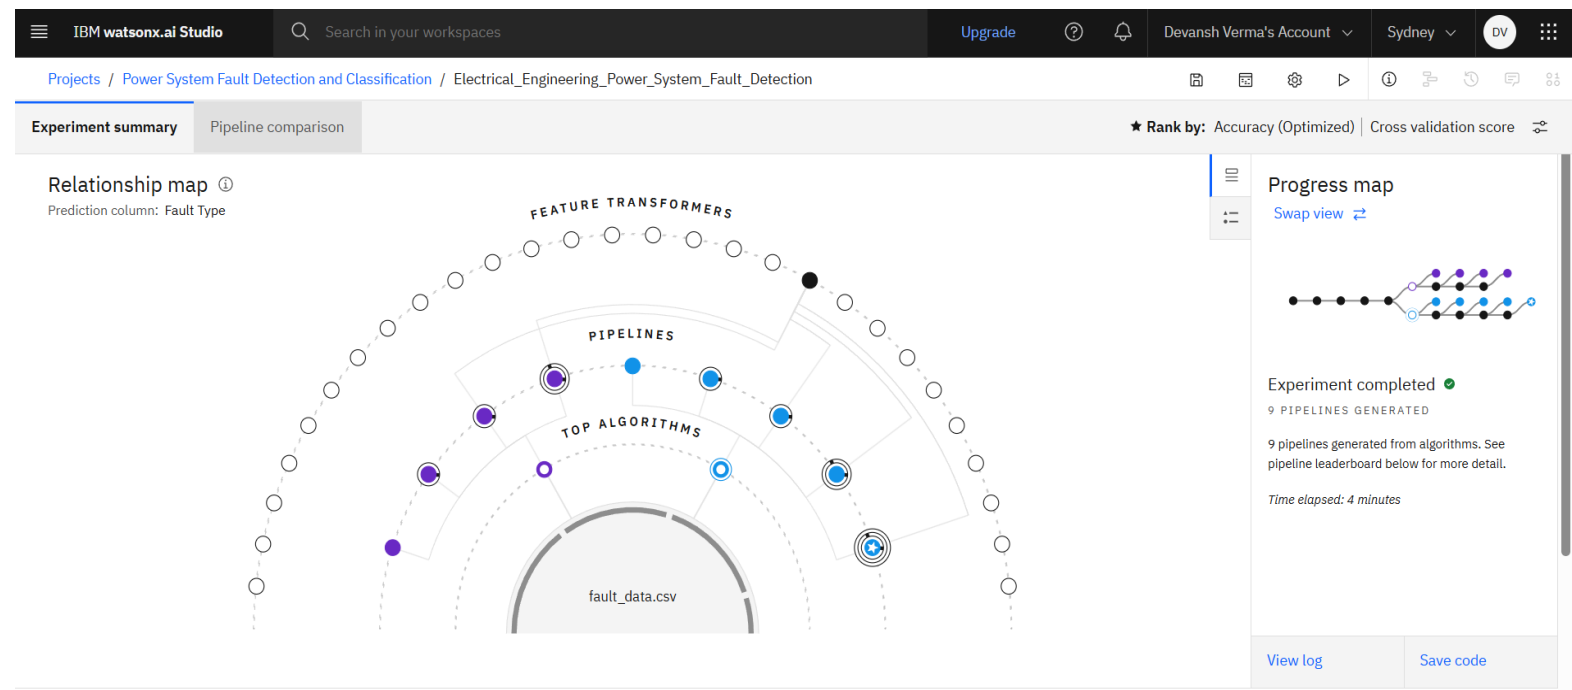 IBM watsonx.ai Studio
Search in your workspaces
Upgrade
Devansh Verma's Account
Sydney
DV
Projects / Power System Fault Detection and Classification / Electrical_Engineering_Power_System_Fault_Detection
Experiment summary
Pipeline comparison
Rank by: Accuracy (Optimized) | Cross validation score
Relationship map
Prediction column: Fault Type
FEATURE TRANSFORMERS
PIPELINES
TOP ALGORITHMS
fault_data.csv
Progress map
Swap view
Experiment completed
9 PIPELINES GENERATED
9 pipelines generated from algorithms. See
pipeline leaderboard below for more detail.
Time elapsed: 4 minutes
View log
Save code